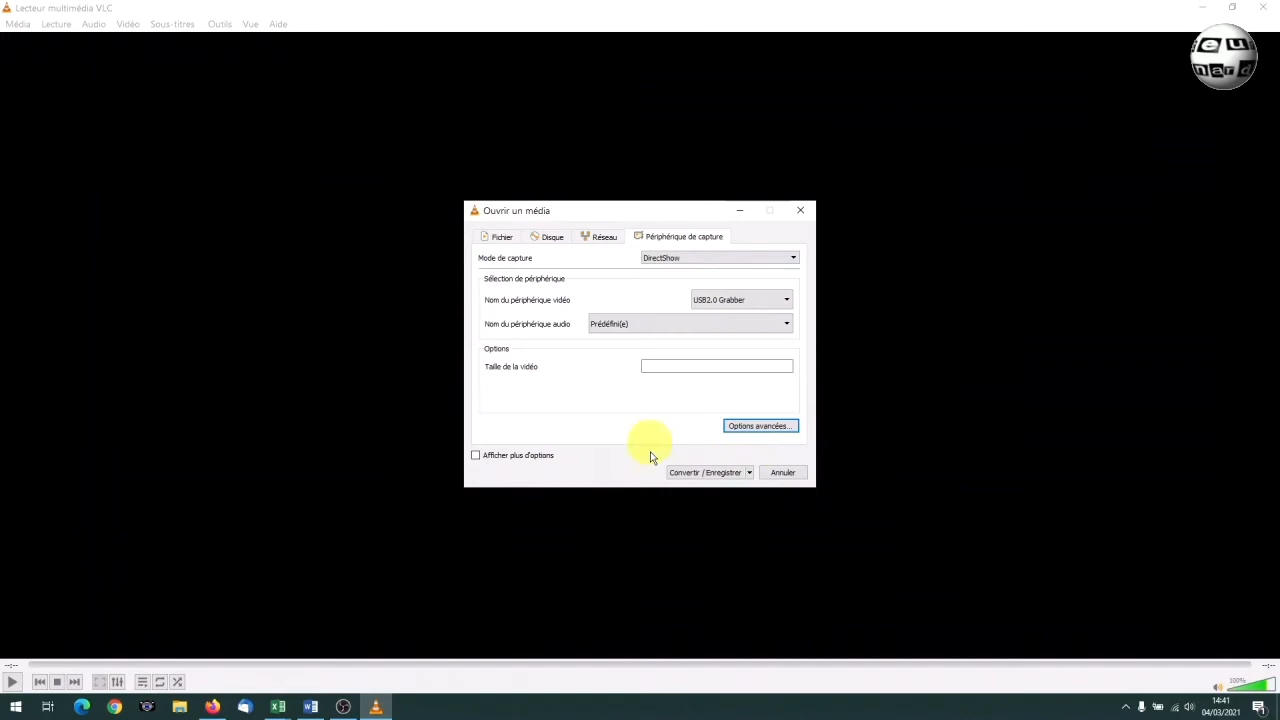 Lecteur multimédia VLC
Média Lecture Audio Vidéo Sous-titres Outils Vue Aide
Ouvrir un média
Fichier Disque Réseau Périphérique de capture
Mode de capture DirectShow
Sélection de périphérique
Nom du périphérique vidéo USB2.0 Grabber
Nom du périphérique audio Prédéfini(e)
Options
Taille de la vidéo
Options avancées...
Afficher plus d'options
Convertir / Enregistrer Annuler
--:-- --:--
100%
14:41
04/03/2021